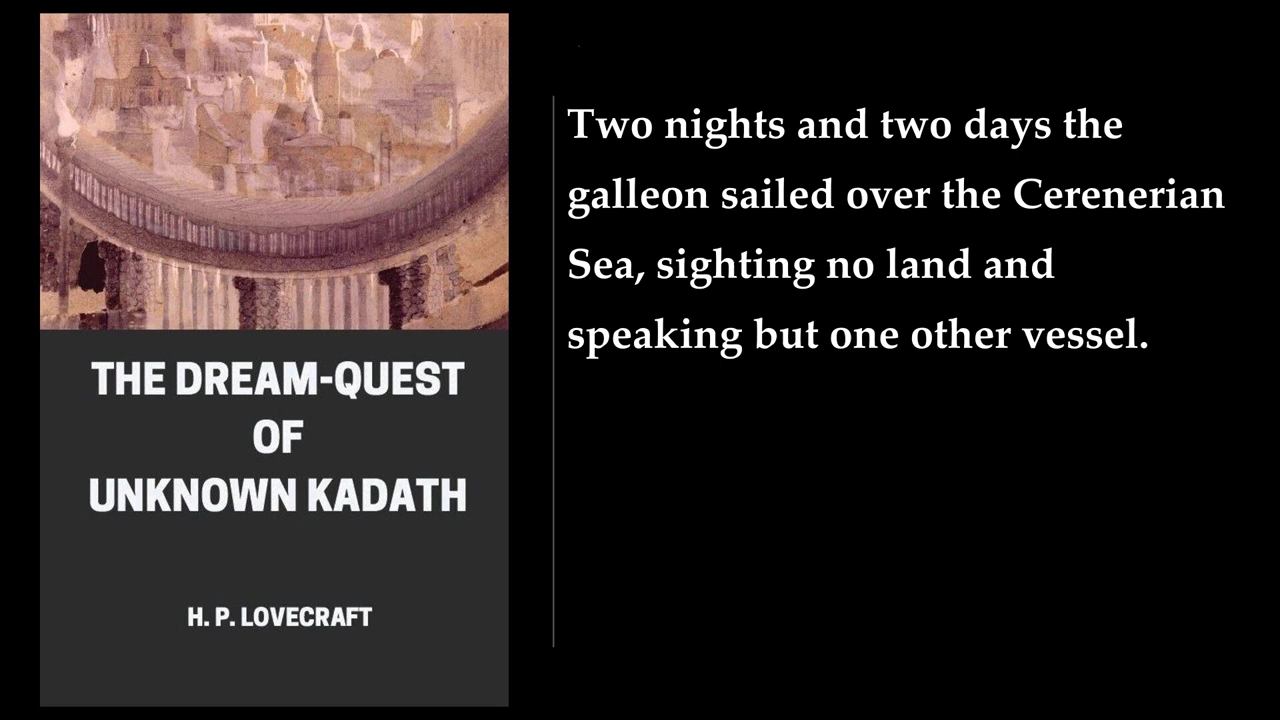 THE DREAM-QUEST
OF
UNKNOWN KADATH
H. P. LOVECRAFT
Two nights and two days the
galleon sailed over the Cerenerian
Sea, sighting no land and
speaking but one other vessel.